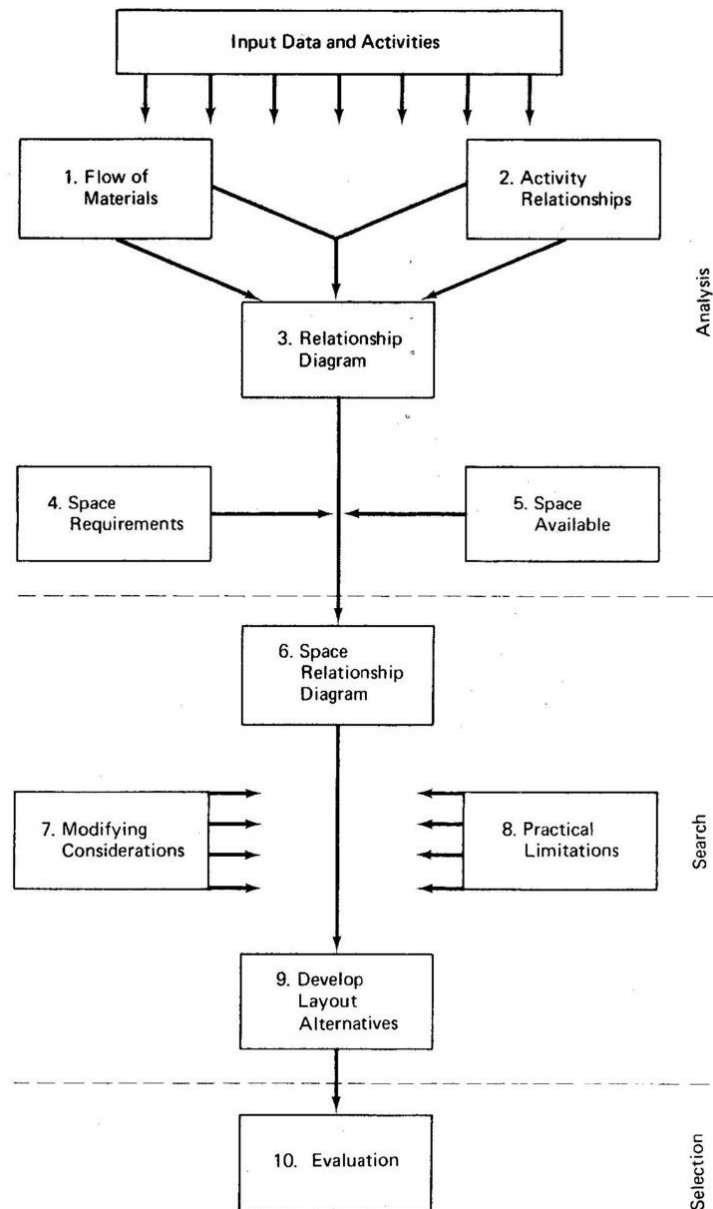 Input Data and Activities
1. Flow of
Materials
2. Activity
Relationships
3. Relationship
Diagram
Analysis
4. Space
Requirements
5. Space
Available
6. Space
Relationship
Diagram
7. Modifying
Considerations
8. Practical
Limitations
Search
9. Develop
Layout
Alternatives
10. Evaluation
Selection